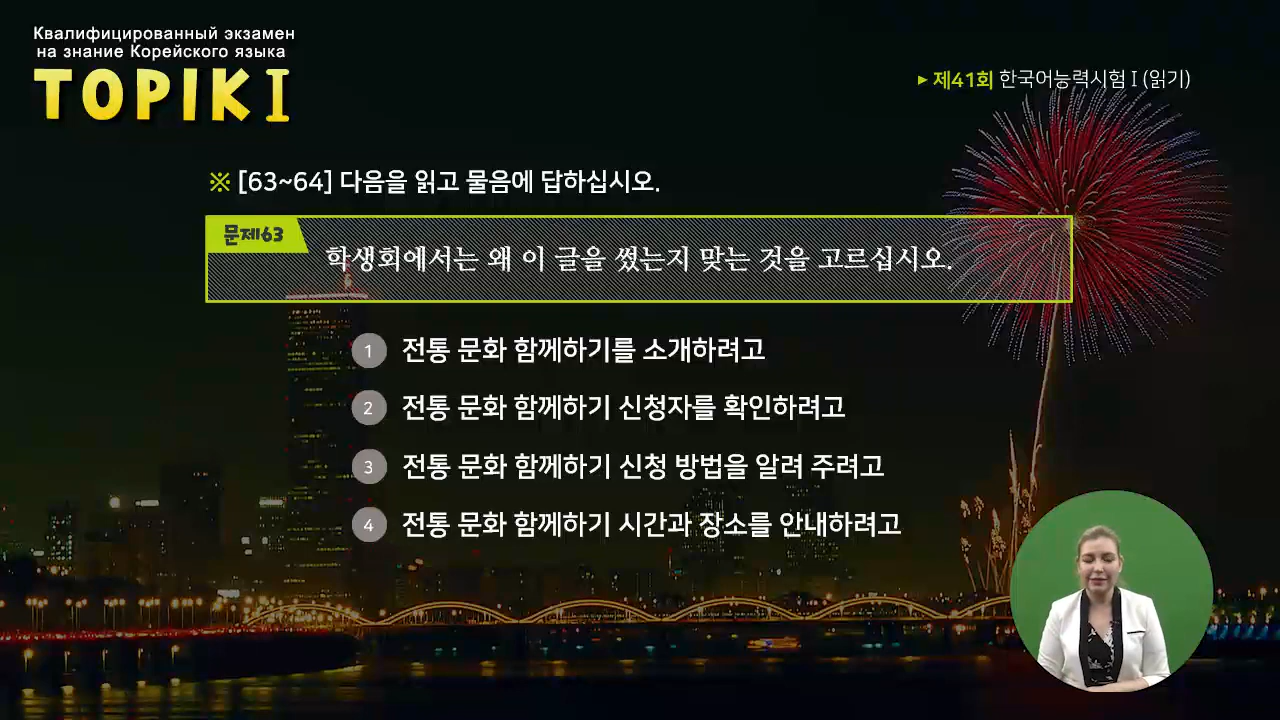 Квалифицированный экзамен
на знание Корейского языка
TOPIK I
▶ 제41회 한국어능력시험 I (읽기)
※ [63~64] 다음을 읽고 물음에 답하십시오.
문제63
학생회에서는 왜 이 글을 썼는지 맞는 것을 고르십시오.
1 전통 문화 함께하기를 소개하려고
2 전통 문화 함께하기 신청자를 확인하려고
3 전통 문화 함께하기 신청 방법을 알려 주려고
4 전통 문화 함께하기 시간과 장소를 안내하려고